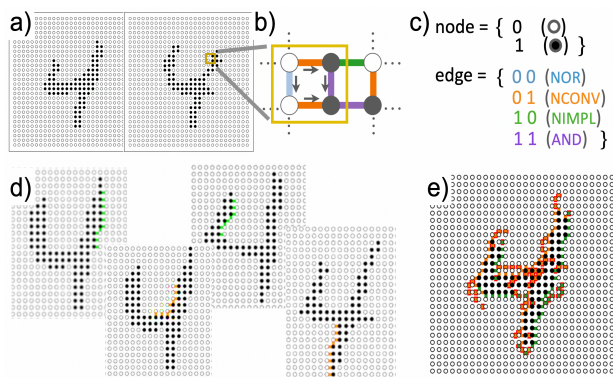 a)
b)
c)
node = { 0 ( )
1 ( ) }
edge = { 0 0 (NOR)
0 1 (NCONV)
1 0 (NIMPL)
1 1 (AND) }
d)
e)